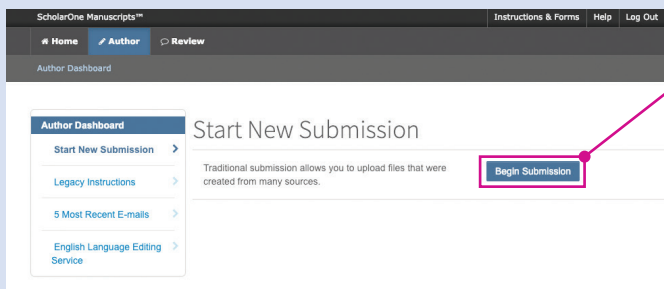 ScholarOne Manuscripts™
Instructions & Forms Help Log Out
Home Author Review
Author Dashboard
Author Dashboard
Start New Submission
Legacy Instructions
5 Most Recent E-mails
English Language Editing
Service
Start New Submission
Traditional submission allows you to upload files that were
created from many sources.
Begin Submission